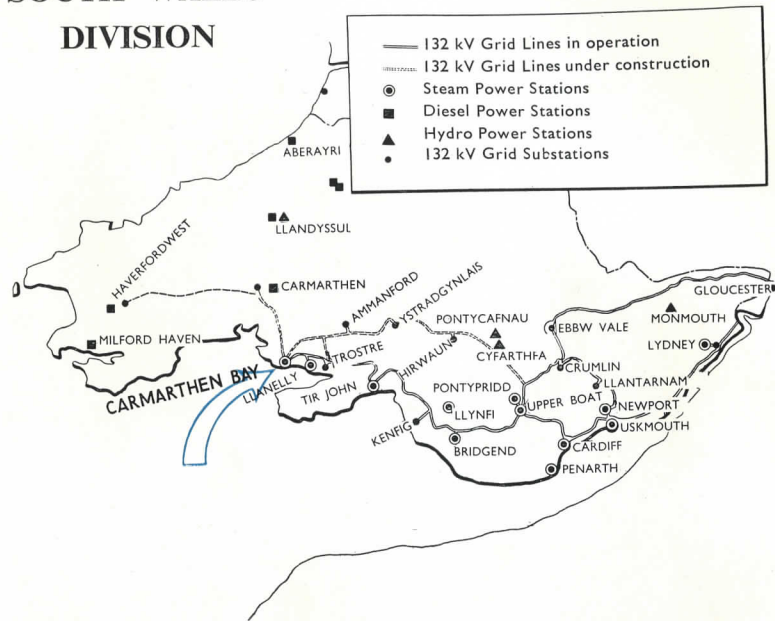 DIVISION
132 kV Grid Lines in operation
132 kV Grid Lines under construction
Steam Power Stations
Diesel Power Stations
Hydro Power Stations
132 kV Grid Substations
ABERAYRI
LLANDYSSUL
HAVERFORDWEST
CARMARTHEN
MILFORD HAVEN
AMMANFORD
YSTRADGYNLAIS
PONTYCAFNAU
CYFARTHFA
HIRWAUN
EBBW VALE
GLOUCESTER
MONMOUTH
LYDNEY
CARMARTHEN BAY
LLANELLY
TROSTRE
TIR JOHN
CRUMLIN
LLANTARNAM
PONTYPRIDD
UPPER BOAT
NEWPORT
USKMOUTH
LLYNFI
KENFIG
BRIDGEND
CARDIFF
PENARTH